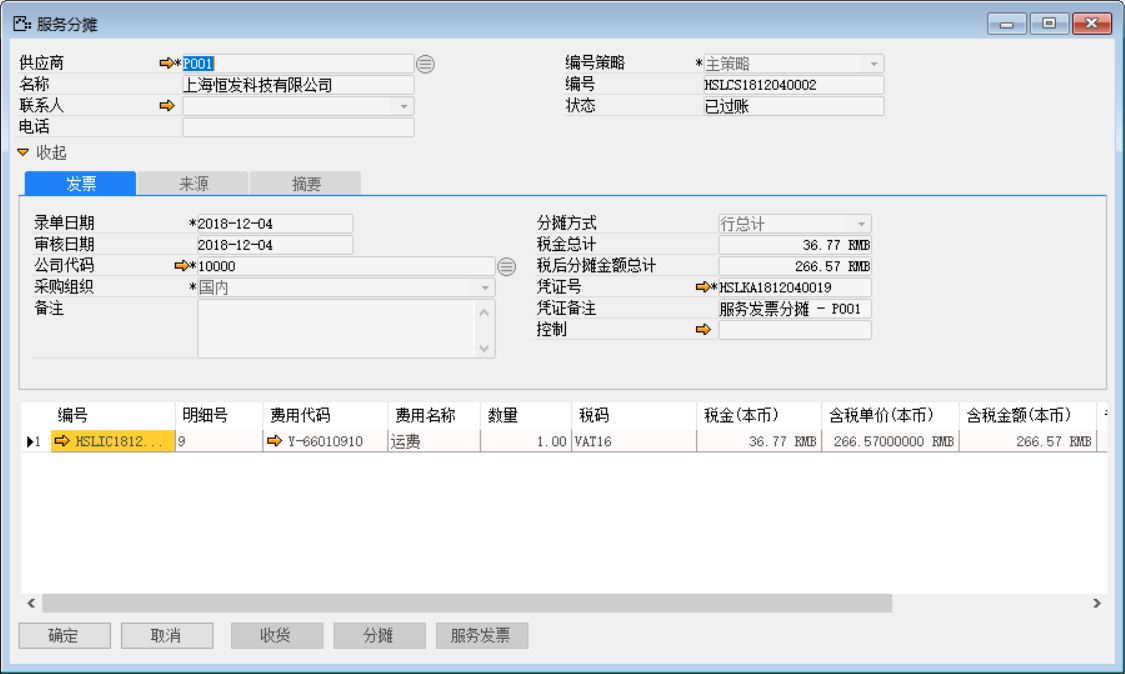 服务分摊
供应商 *P001 编号策略 *主策略
名称 上海恒发科技有限公司 编号 HSLCS1812040002
联系人 状态 已过账
电话
收起
发票 来源 摘要
录单日期 *2018-12-04 分摊方式 行总计
审核日期 2018-12-04 税金总计 36.77 RMB
公司代码 *10000 税后分摊金额总计 266.57 RMB
采购组织 *国内 凭证号 *HSLKA1812040019
备注 凭证备注 服务发票分摊 - P001
控制
编号 明细号 费用代码 费用名称 数量 税码 税金(本币) 含税单价(本币) 含税金额(本币)
1 HSLIC1812... 9 Y-66010910 运费 1.00 VAT16 36.77 RMB 266.57000000 RMB 266.57 RMB
确定 取消 收货 分摊 服务发票